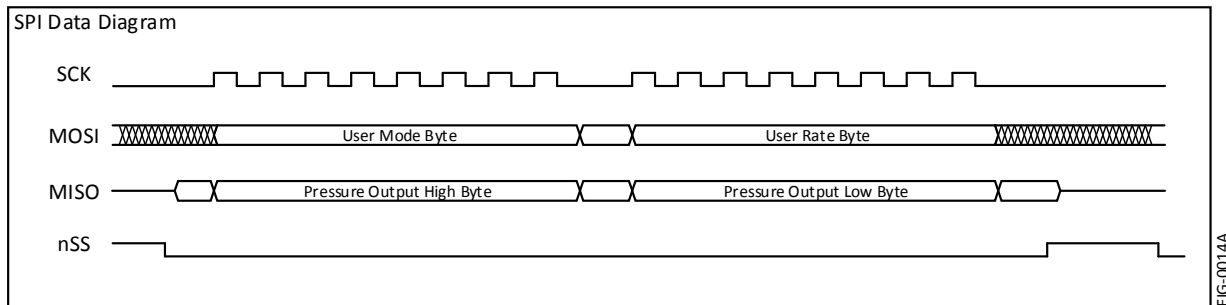 SPI Data Diagram
SCK
MOSI
User Mode Byte
User Rate Byte
MISO
Pressure Output High Byte
Pressure Output Low Byte
nSS
FIG-0014A